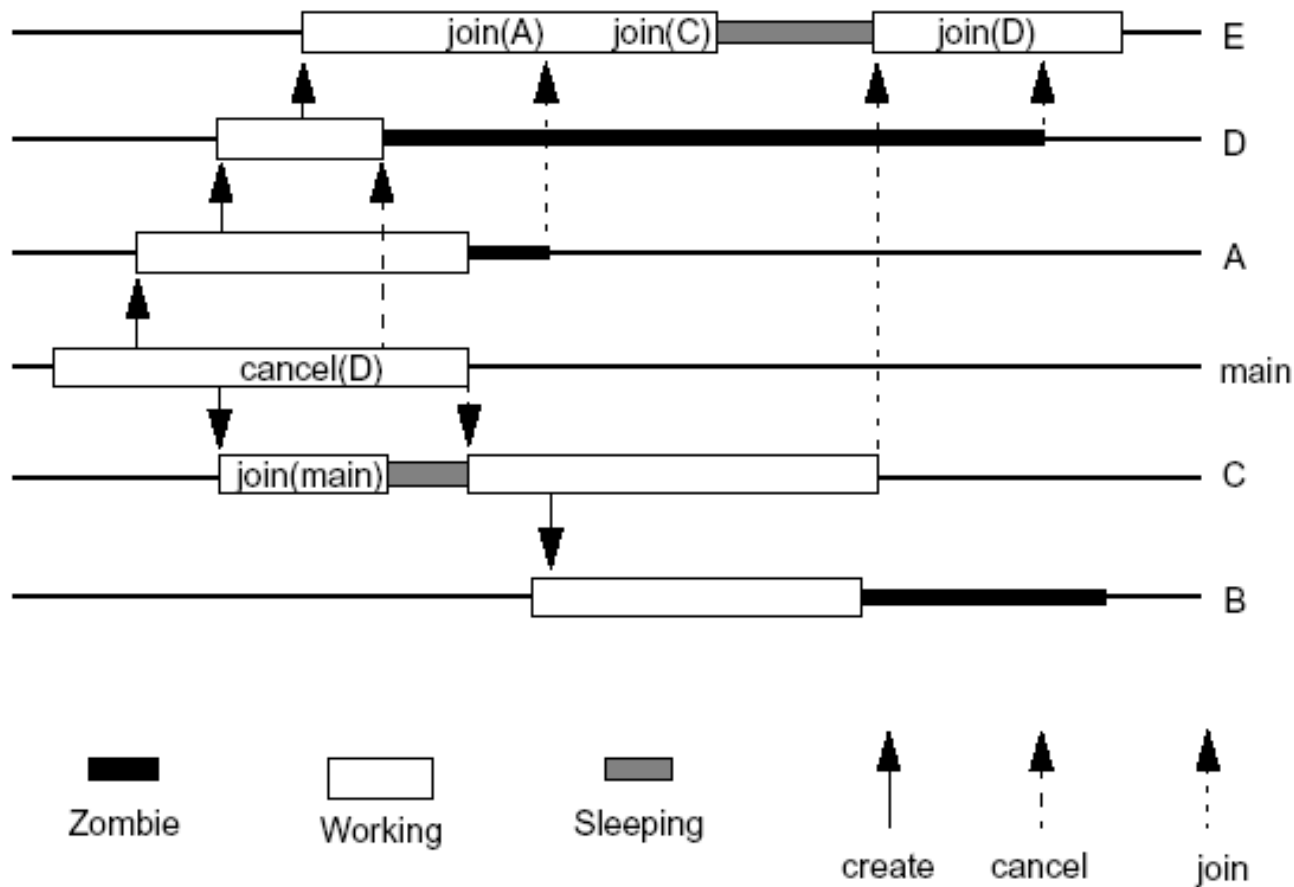 join(A) join(C) join(D) E
D
A
cancel(D) main
join(main) C
B
Zombie Working Sleeping
create cancel join